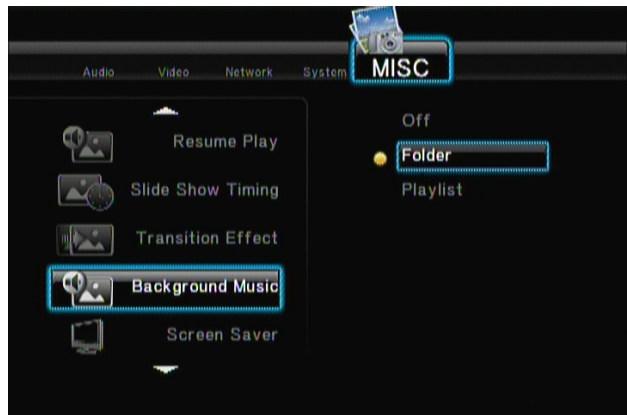 Audio Video Network System MISC
Resume Play
Slide Show Timing
Transition Effect
Background Music
Screen Saver
Off
Folder
Playlist